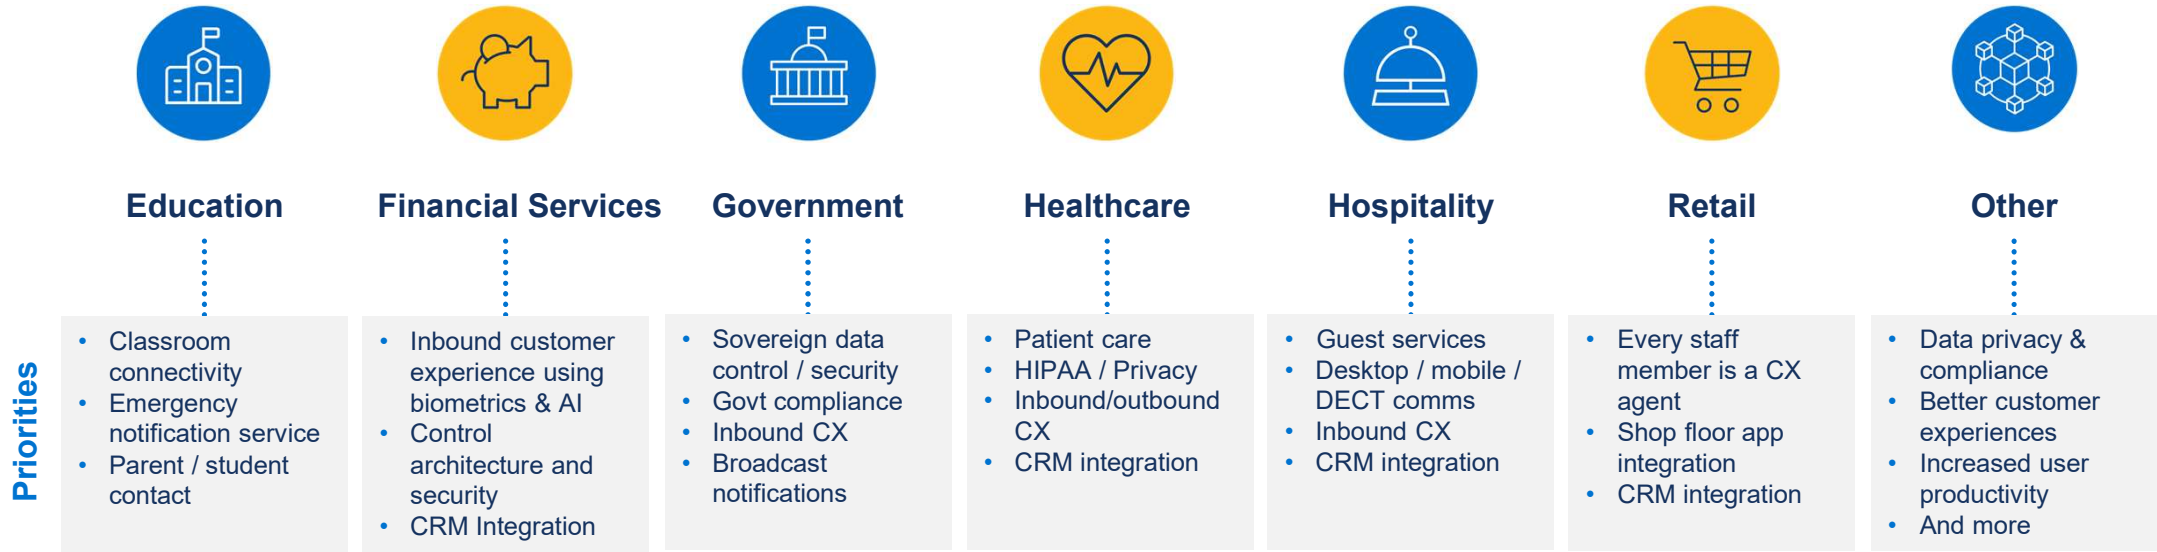 Education
Financial Services
Government
Healthcare
Hospitality
Retail
Other
Priorities
• Classroom
connectivity
• Emergency
notification service
• Parent / student
contact
• Inbound customer
experience using
biometrics & AI
• Control
architecture and
security
• CRM Integration
• Sovereign data
control / security
• Govt compliance
• Inbound CX
• Broadcast
notifications
• Patient care
• HIPAA / Privacy
• Inbound/outbound
CX
• CRM integration
• Guest services
• Desktop / mobile /
DECT comms
• Inbound CX
• CRM integration
• Every staff
member is a CX
agent
• Shop floor app
integration
• CRM integration
• Data privacy &
compliance
• Better customer
experiences
• Increased user
productivity
• And more